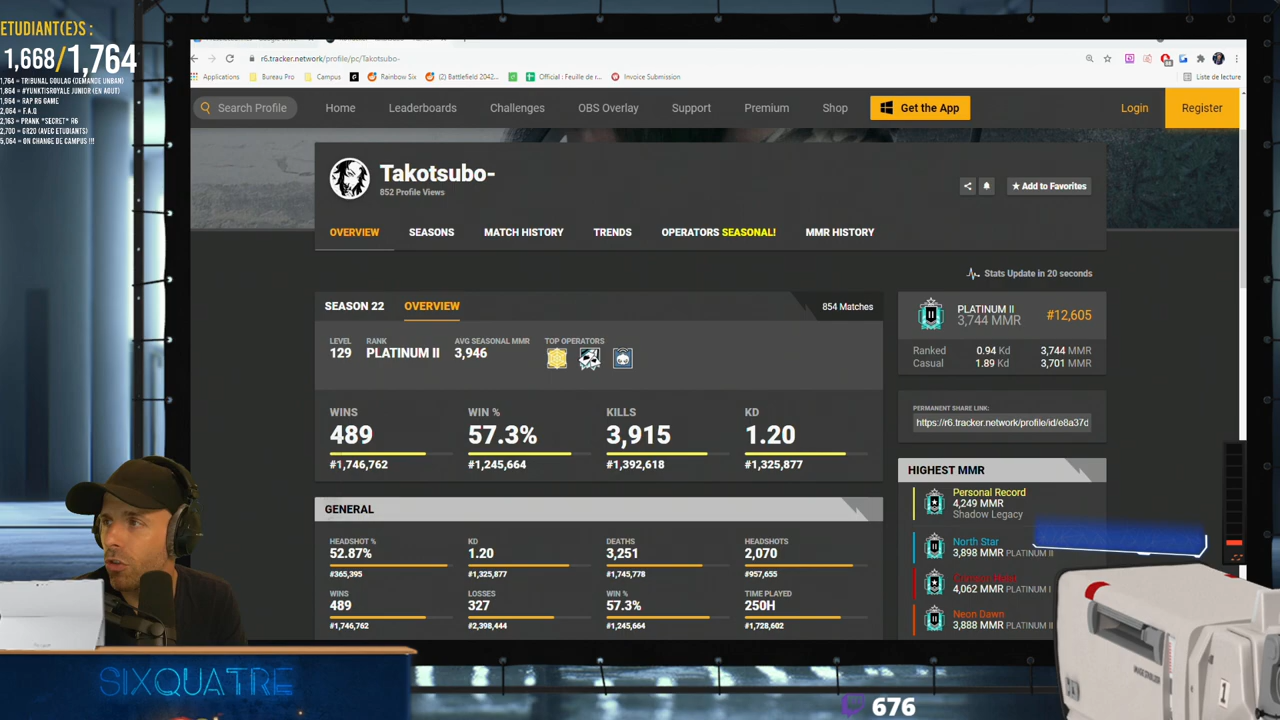 ETUDIANT(E)S :
1,668/1,764
1,764 = TRIBUNAL GOULAG (DEMANDE UNBAN)
1,864 = #YUNKTISROYALE JUNIOR (EN AOUT)
1,964 = RAP R6 GAME
2,064 = F.A.Q
2,163 = PRANK "SECRET" R6
2,700 = GR20 (AVEC ETUDIANTS)
5,064 = ON CHANGE DE CAMPUS !!!
r6.tracker.network/profile/pc/Takotsubo-
Applications Bureau Pro Campus Rainbow Six (2) Battlefield 2042... Official : Feuille de r... Invoice Submission Liste de lecture
Search Profile Home Leaderboards Challenges OBS Overlay Support Premium Shop Get the App Login Register
Takotsubo-
852 Profile Views
Add to Favorites
OVERVIEW SEASONS MATCH HISTORY TRENDS OPERATORS SEASONAL! MMR HISTORY
Stats Update in 20 seconds
SEASON 22 OVERVIEW 854 Matches
LEVEL RANK AVG SEASONAL MMR TOP OPERATORS
129 PLATINUM II 3,946
WINS WIN % KILLS KD
489 57.3% 3,915 1.20
#1,746,762 #1,245,664 #1,392,618 #1,325,877
GENERAL
HEADSHOT % KD DEATHS HEADSHOTS
52.87% 1.20 3,251 2,070
#365,395 #1,325,877 #1,745,778 #957,655
WINS LOSSES WIN % TIME PLAYED
489 327 57.3% 250H
#1,746,762 #2,398,444 #1,245,664 #1,728,602
PLATINUM II
3,744 MMR #12,605
Ranked 0.94 Kd 3,744 MMR
Casual 1.89 Kd 3,701 MMR
PERMANENT SHARE LINK:
https://r6.tracker.network/profile/id/e8a37d
HIGHEST MMR
Personal Record
4,249 MMR
Shadow Legacy
North Star
3,898 MMR PLATINUM II
Crimson Heist
4,062 MMR PLATINUM I
Neon Dawn
3,888 MMR PLATINUM II
SIXQUATRE
676
1